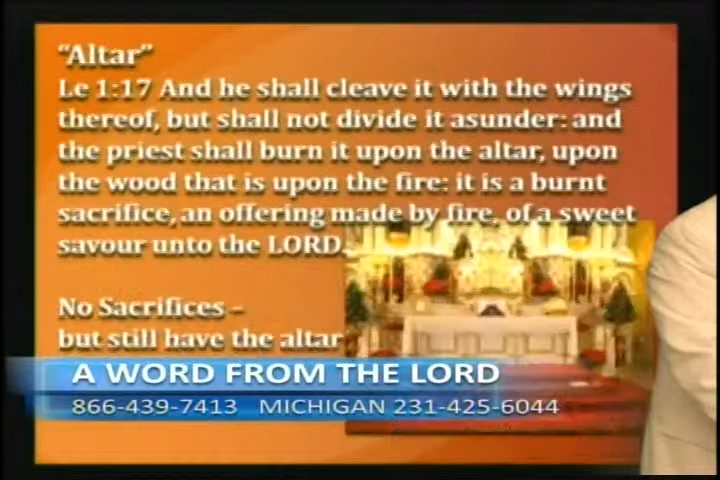 “Altar”
Le 1:17 And he shall cleave it with the wings
thereof, but shall not divide it asunder: and
the priest shall burn it upon the altar, upon
the wood that is upon the fire: it is a burnt
sacrifice, an offering made by fire, of a sweet
savour unto the LORD.
No Sacrifices –
but still have the altar
A WORD FROM THE LORD
866-439-7413 MICHIGAN 231-425-6044